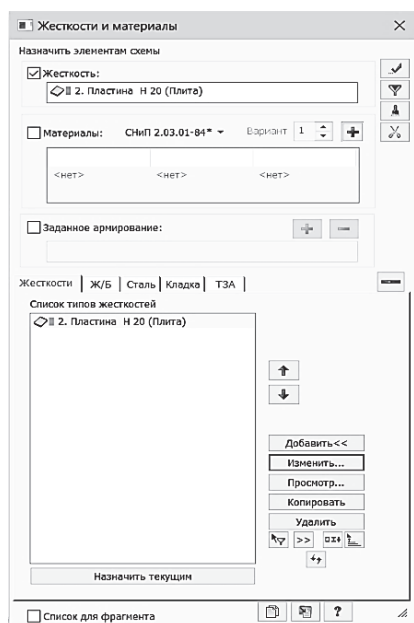 Жесткости и материалы
Назначить элементам схемы
Жесткость:
2. Пластина Н 20 (Плита)
Материалы: СНиП 2.03.01-84* Вариант 1
<нет> <нет> <нет>
Заданное армирование:
Жесткости Ж/Б Сталь Кладка ТЗА
Список типов жесткостей
2. Пластина Н 20 (Плита)
Добавить<<
Изменить...
Просмотр...
Копировать
Удалить
>>
Назначить текущим
Список для фрагмента
?